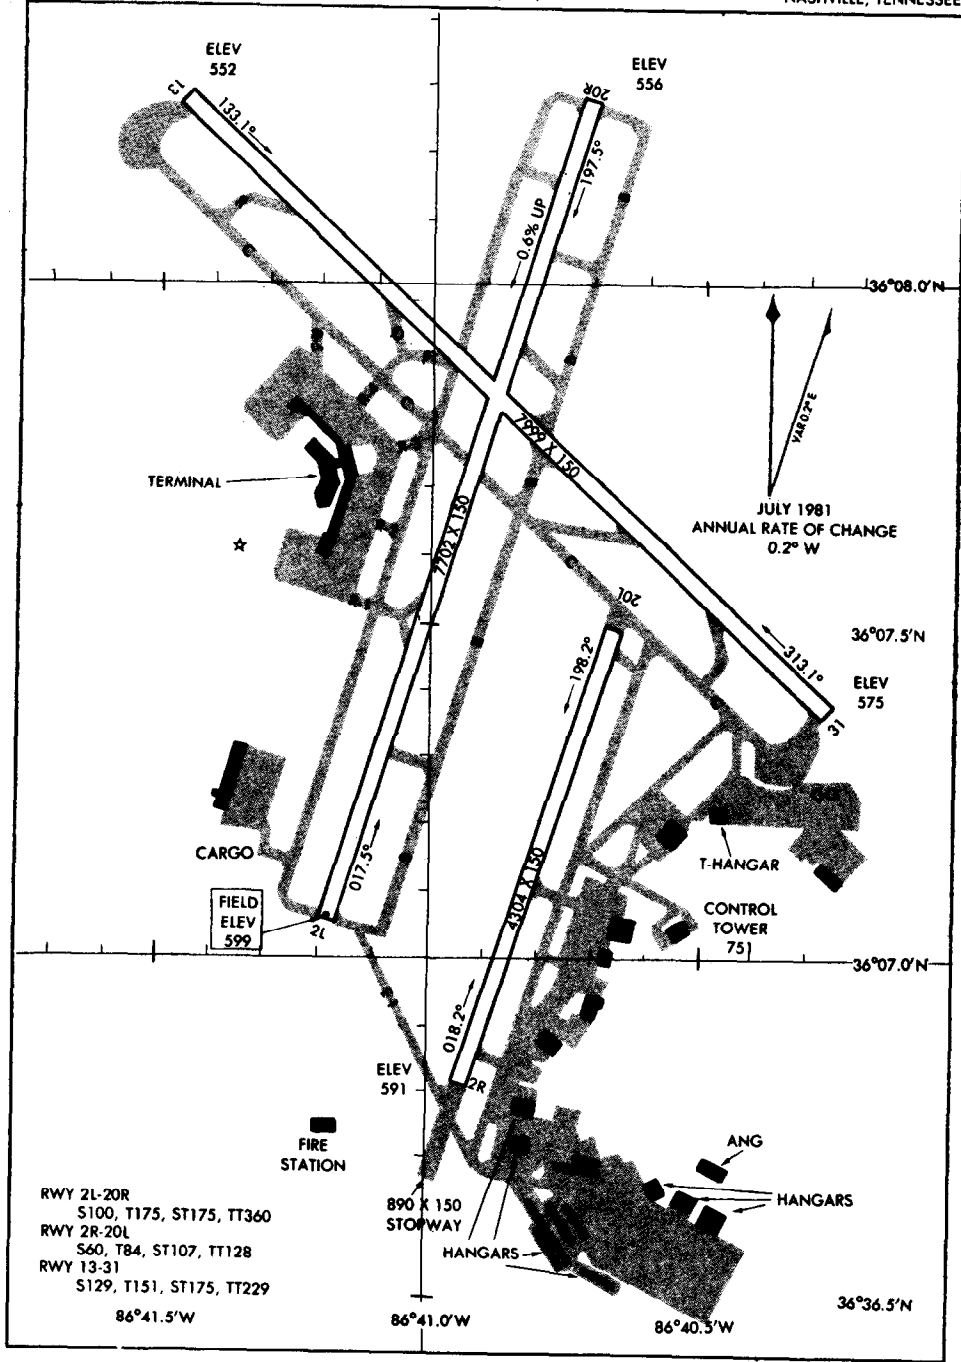 NASHVILLE, TENNESSEE
ELEV
552
ELEV
556
13
133.1°
20R
197.5°
0.6% UP
36°08.0'N
VAR 0.2° E
7999 X 150
TERMINAL
JULY 1981
ANNUAL RATE OF CHANGE
0.2° W
7702 X 150
20L
36°07.5'N
198.2°
313.1°
ELEV
575
31
CARGO
017.5°
T-HANGAR
4304 X 150
FIELD
ELEV
599
2L
CONTROL
TOWER
751
36°07.0'N
018.2°
ELEV
591
2R
FIRE
STATION
ANG
HANGARS
890 X 150
STOPWAY
HANGARS
RWY 2L-20R
S100, T175, ST175, TT360
RWY 2R-20L
S60, T84, ST107, TT128
RWY 13-31
S129, T151, ST175, TT229
36°36.5'N
86°41.5'W
86°41.0'W
86°40.5'W